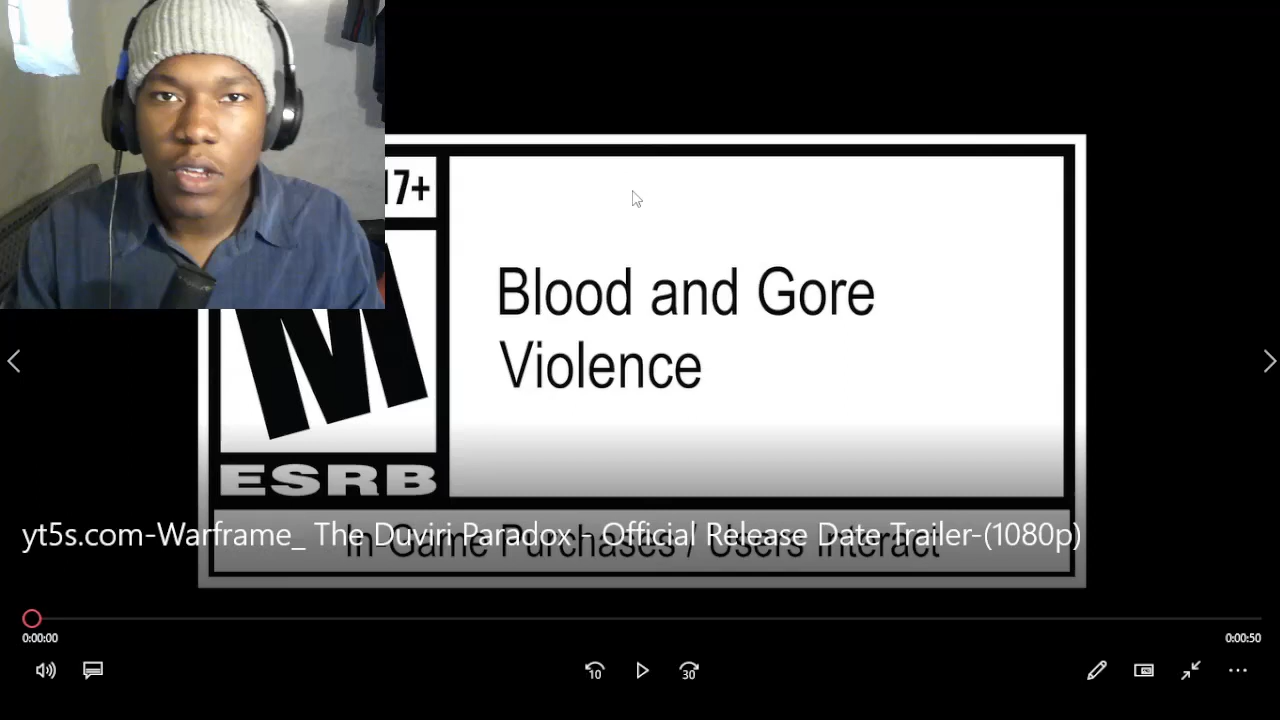 17+
Blood and Gore
Violence
M
ESRB
yt5s.com-Warframe_ The Duviri Paradox - Official Release Date Trailer-(1080p)
In-Game Purchases / Users Interact
0:00:00
0:00:50
10
30